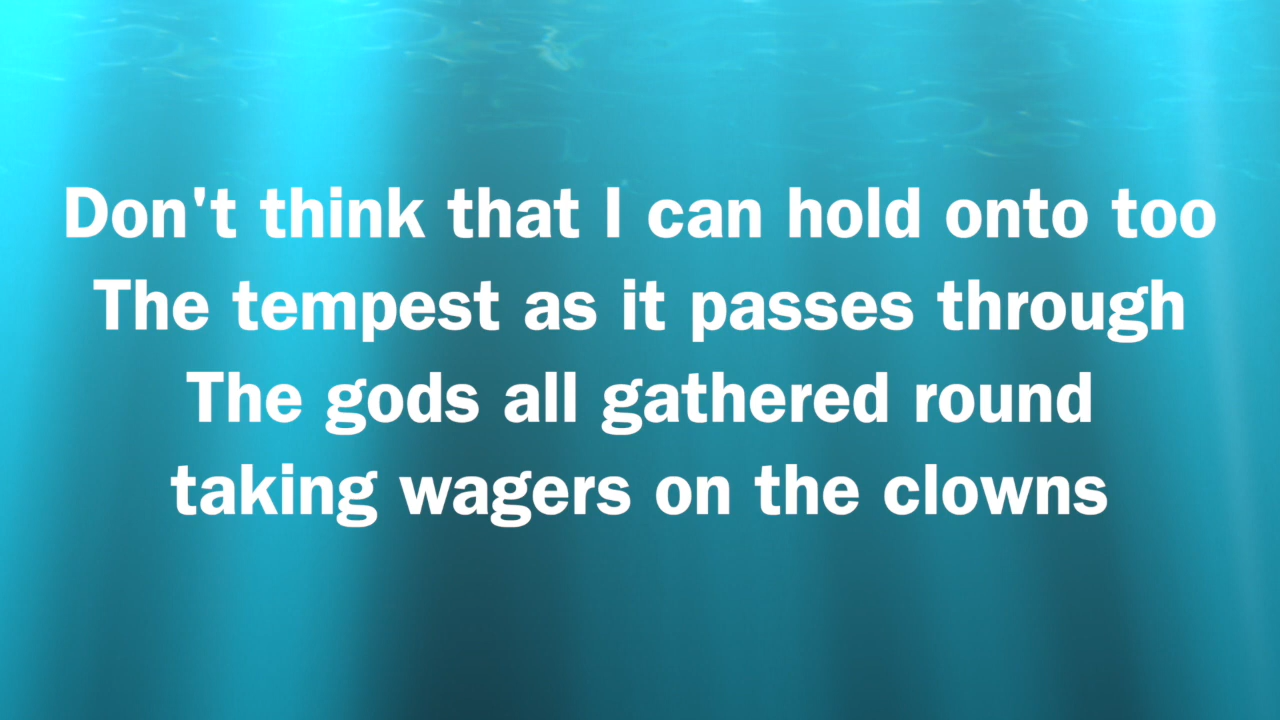 Don't think that I can hold onto too
The tempest as it passes through
The gods all gathered round
taking wagers on the clowns